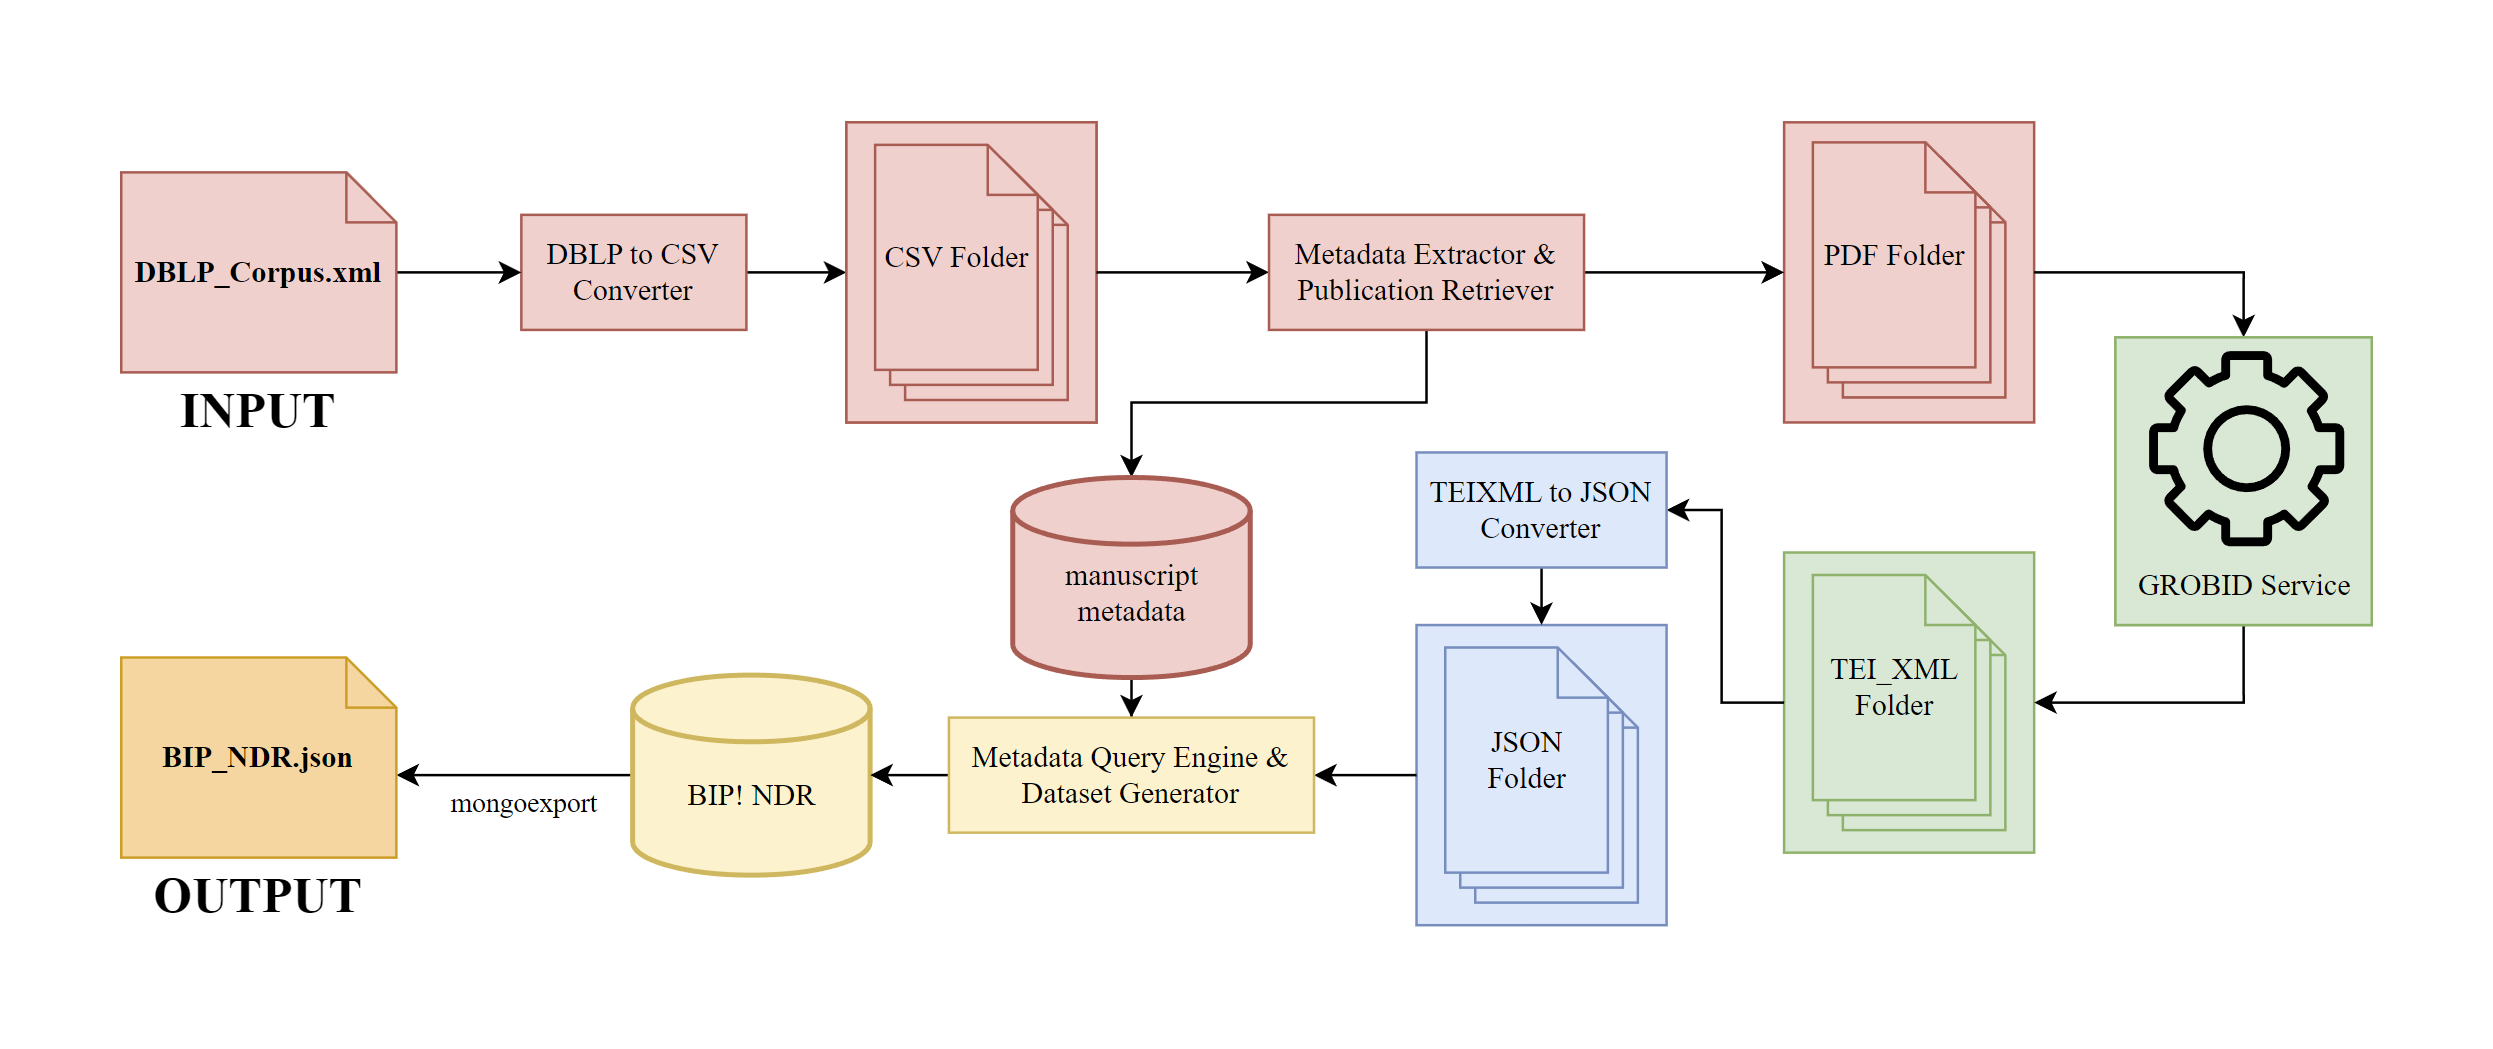 DBLP_Corpus.xml
INPUT
DBLP to CSV
Converter
CSV Folder
Metadata Extractor &
Publication Retriever
PDF Folder
GROBID Service
TEI_XML
Folder
TEIXML to JSON
Converter
JSON
Folder
manuscript
metadata
Metadata Query Engine &
Dataset Generator
BIP! NDR
mongoexport
BIP_NDR.json
OUTPUT